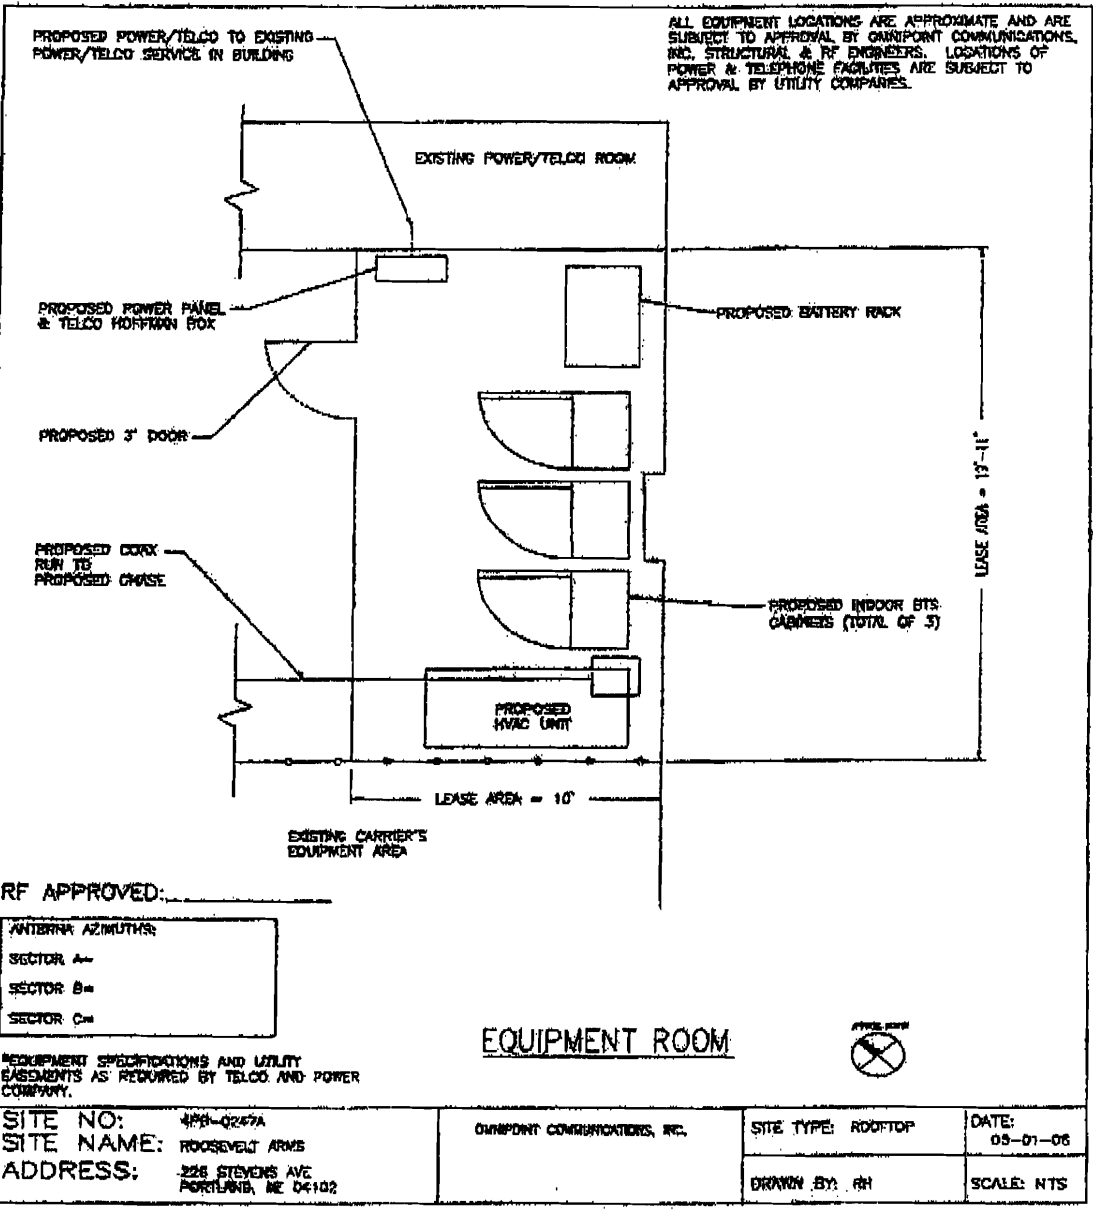 PROPOSED POWER/TELCO TO EXISTING
POWER/TELCO SERVICE IN BUILDING
ALL EQUIPMENT LOCATIONS ARE APPROXIMATE AND ARE
SUBJECT TO APPROVAL BY OMNIPOINT COMMUNICATIONS,
INC, STRUCTURAL & RF ENGINEERS. LOCATIONS OF
POWER & TELEPHONE FACILITIES ARE SUBJECT TO
APPROVAL BY UTILITY COMPANIES.
EXISTING POWER/TELCO ROOM
PROPOSED POWER PANEL
& TELCO HOFFMAN BOX
PROPOSED BATTERY RACK
PROPOSED 3' DOOR
LEASE AREA =
PROPOSED COAX
RUN TO
PROPOSED CHASE
PROPOSED INDOOR BTS
CABINETS (TOTAL OF 3)
PROPOSED
HVAC UNIT
LEASE AREA = 10'
EXISTING CARRIER'S
EQUIPMENT AREA
RF APPROVED:
ANTENNA AZIMUTHS:
SECTOR A=
SECTOR B=
SECTOR C=
EQUIPMENT ROOM
*EQUIPMENT SPECIFICATIONS AND UTILITY
EASEMENTS AS REQUIRED BY TELCO AND POWER
COMPANY.
SITE NO:
SITE NAME: ROOSEVELT ARMS
ADDRESS: STEVENS AVE
PORTLAND, ME 04102
OMNIPOINT COMMUNICATIONS, INC.
SITE TYPE: ROOFTOP
DATE:
DRAWN BY: RH
SCALE: NTS